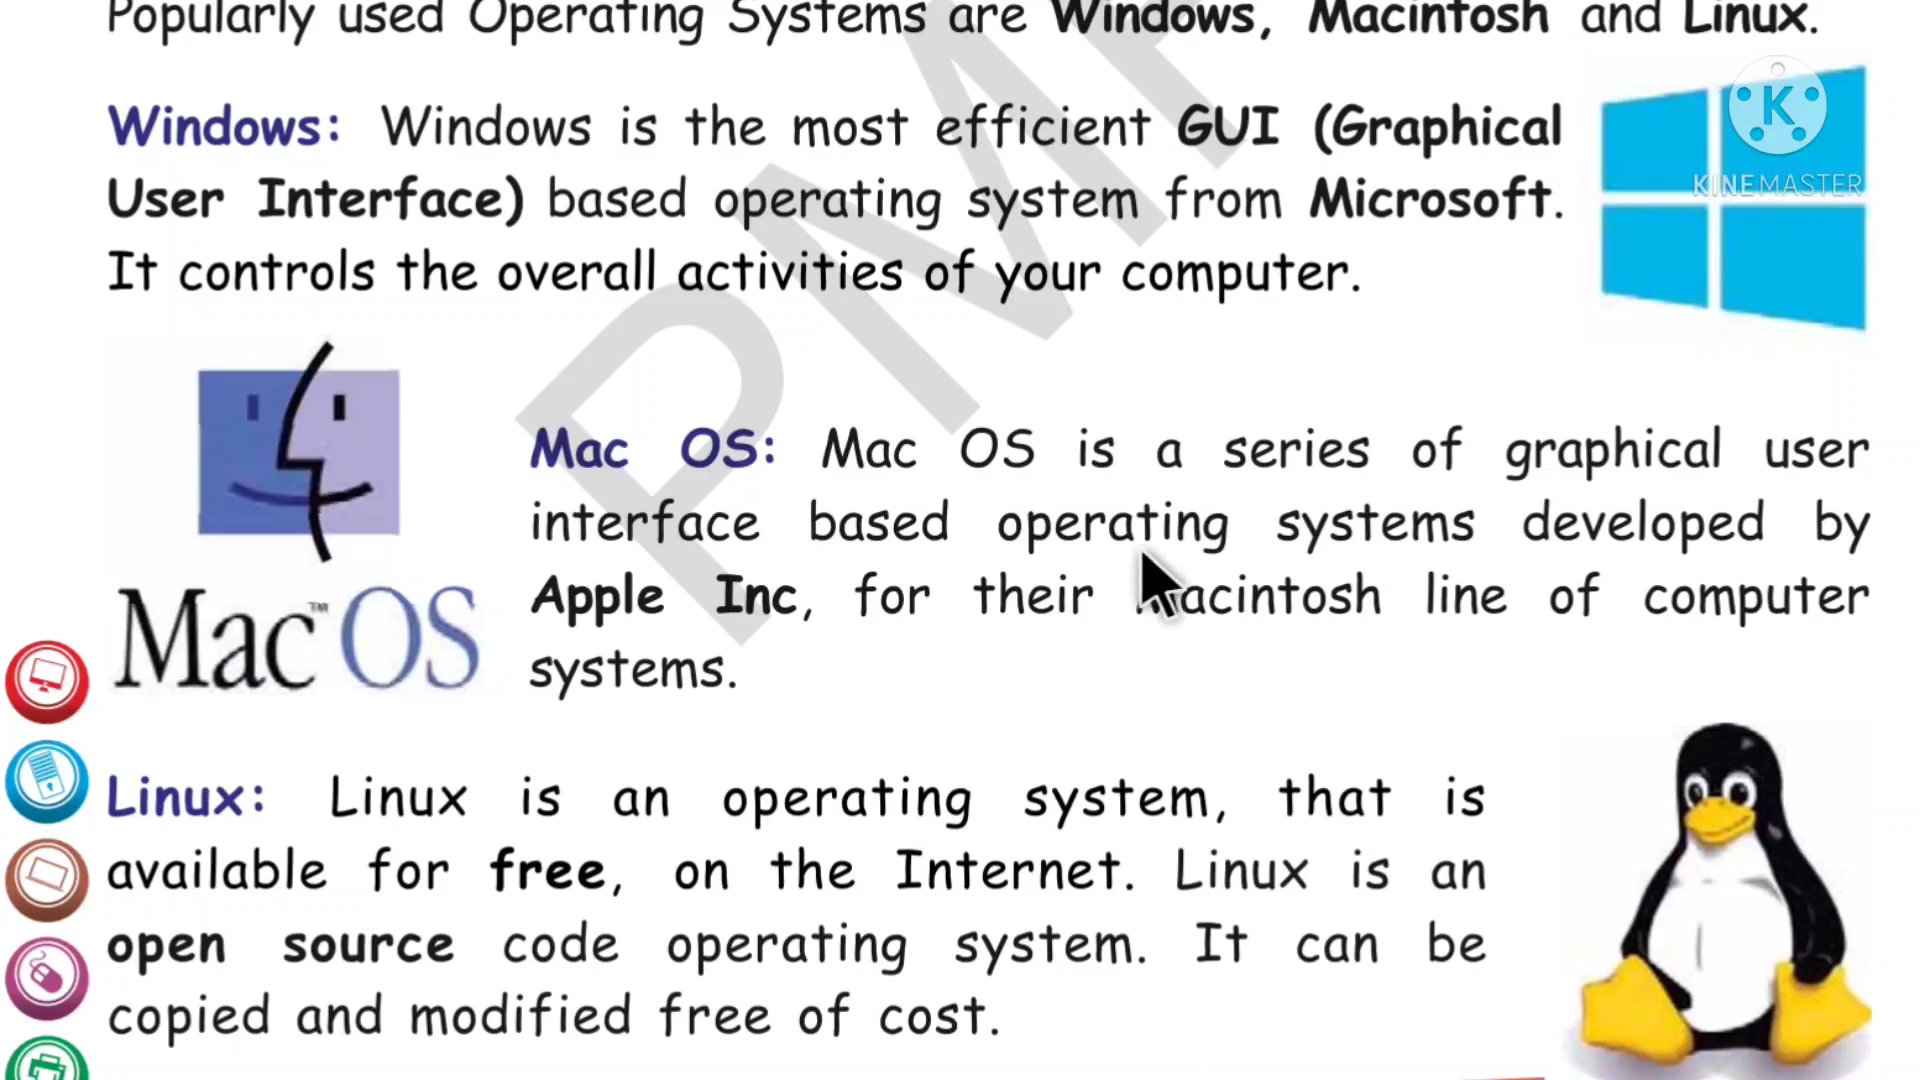 Popularly used Operating Systems are Windows, Macintosh and Linux.
Windows: Windows is the most efficient GUI (Graphical
User Interface) based operating system from Microsoft.
It controls the overall activities of your computer.
KINEMASTER
Mac OS: Mac OS is a series of graphical user
interface based operating systems developed by
Apple Inc, for their Macintosh line of computer
systems.
Mac™ OS
Linux: Linux is an operating system, that is
available for free, on the Internet. Linux is an
open source code operating system. It can be
copied and modified free of cost.